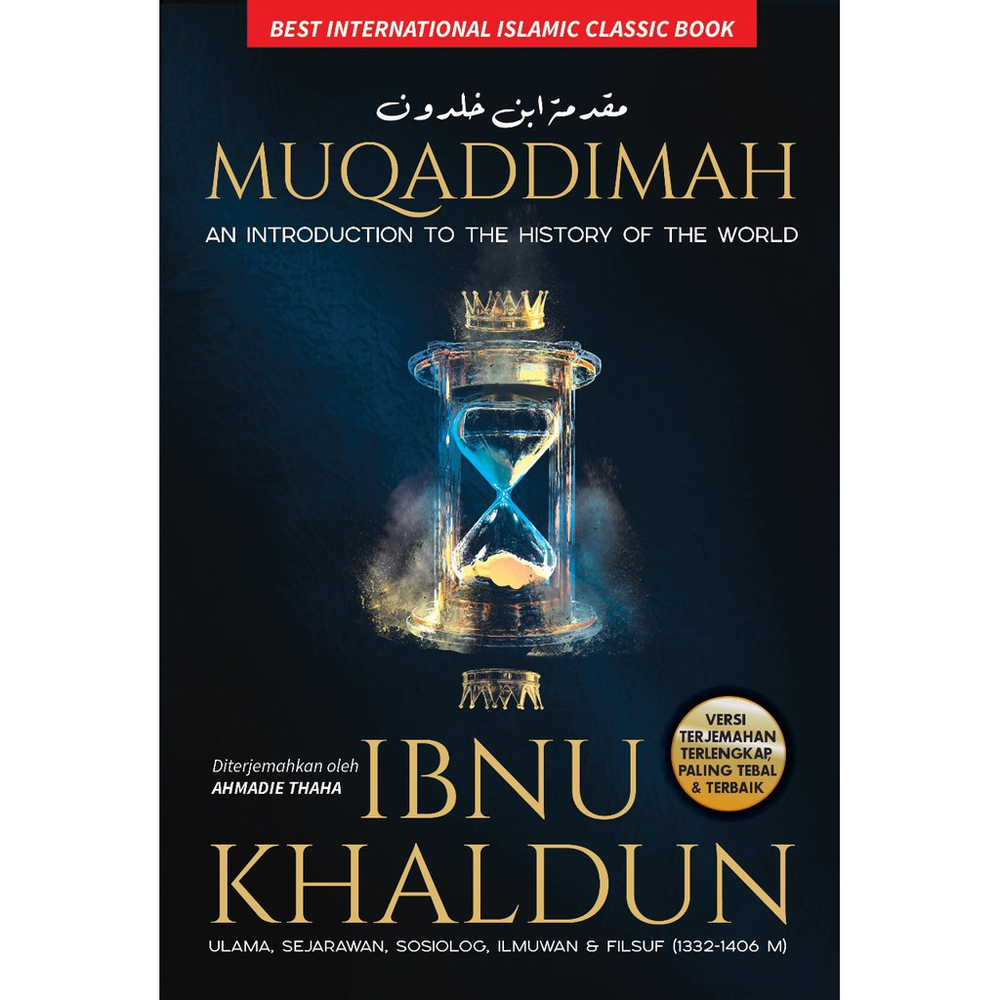 BEST INTERNATIONAL ISLAMIC CLASSIC BOOK
مقدمة ابن خلدون
MUQADDIMAH
AN INTRODUCTION TO THE HISTORY OF THE WORLD
VERSI
TERJEMAHAN
TERLENGKAP,
PALING TEBAL
& TERBAIK
Diterjemahkan oleh
AHMADIE THAHA
IBNU
KHALDUN
ULAMA, SEJARAWAN, SOSIOLOG, ILMUWAN & FILSUF (1332-1406 M)